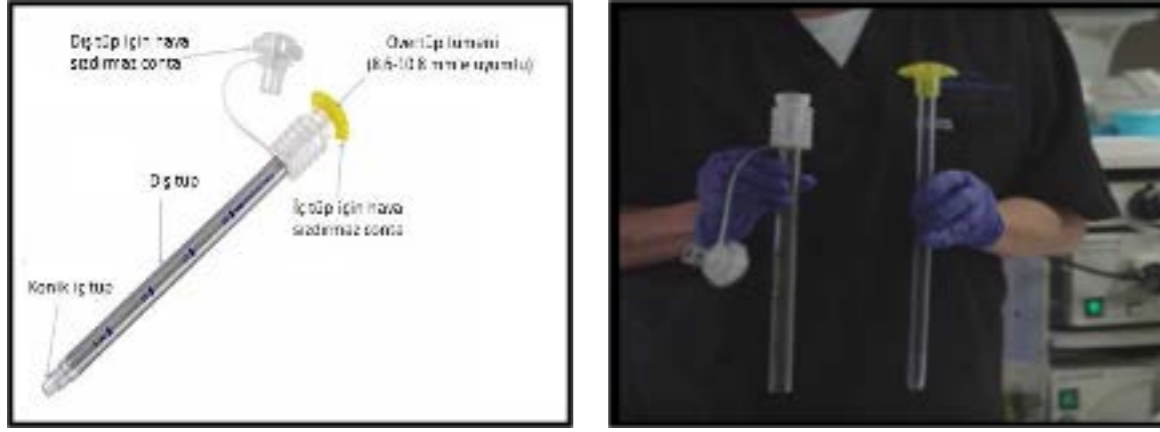 Dış tüp için hava
sızdırmaz conta
Overtüp lümeni
(8.6-10.8 mm'e uyumlu)
Dış tüp
İç tüp için hava
sızdırmaz conta
Konik iç tüp